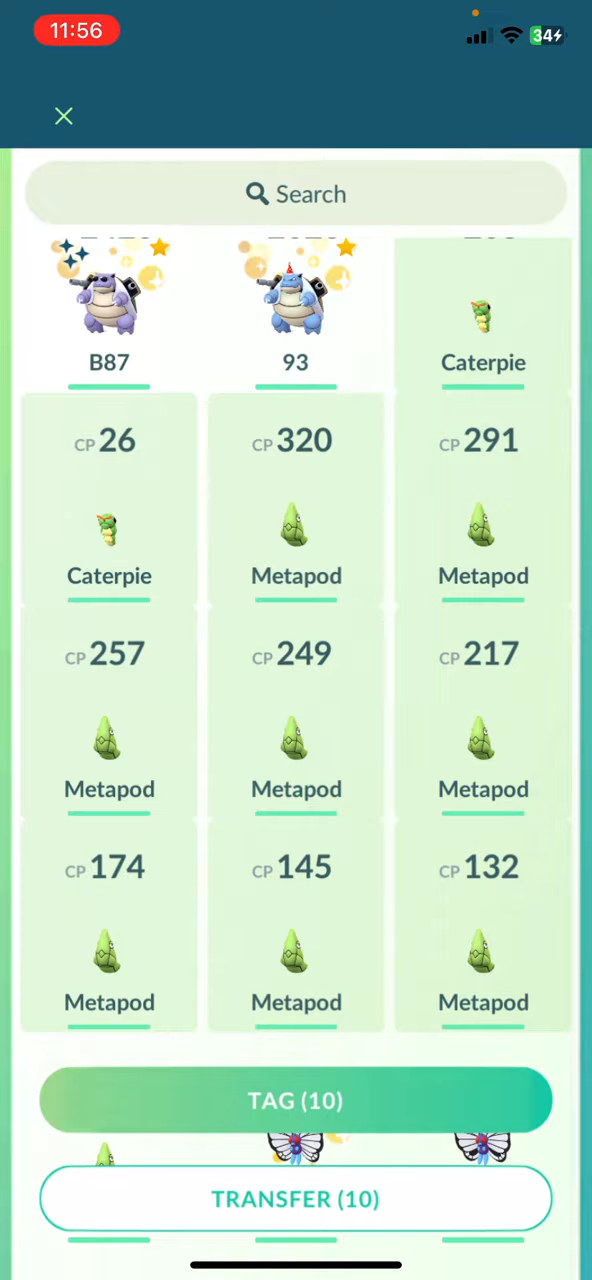 11:56
34
Search
B87 93 Caterpie
CP 26 CP 320 CP 291
Caterpie Metapod Metapod
CP 257 CP 249 CP 217
Metapod Metapod Metapod
CP 174 CP 145 CP 132
Metapod Metapod Metapod
TAG (10)
TRANSFER (10)